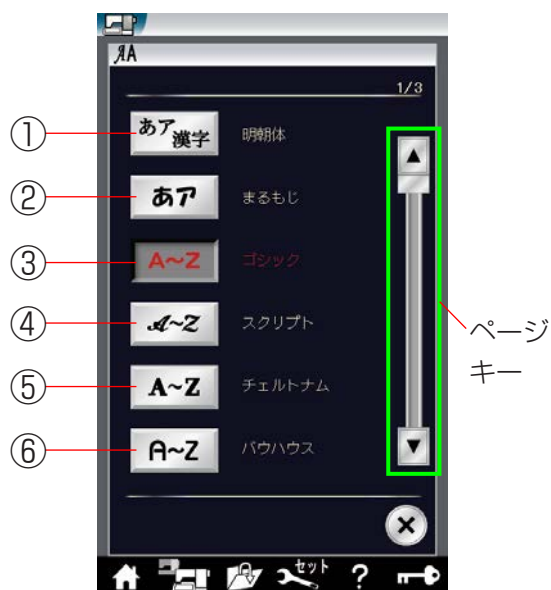 AA
1/3
① あア漢字 明朝体
② あア まるもじ
③ A~Z ゴシック
④ A~Z スクリプト
⑤ A~Z チェルトナム
⑥ A~Z バウハウス
ページ
キー
セット
?